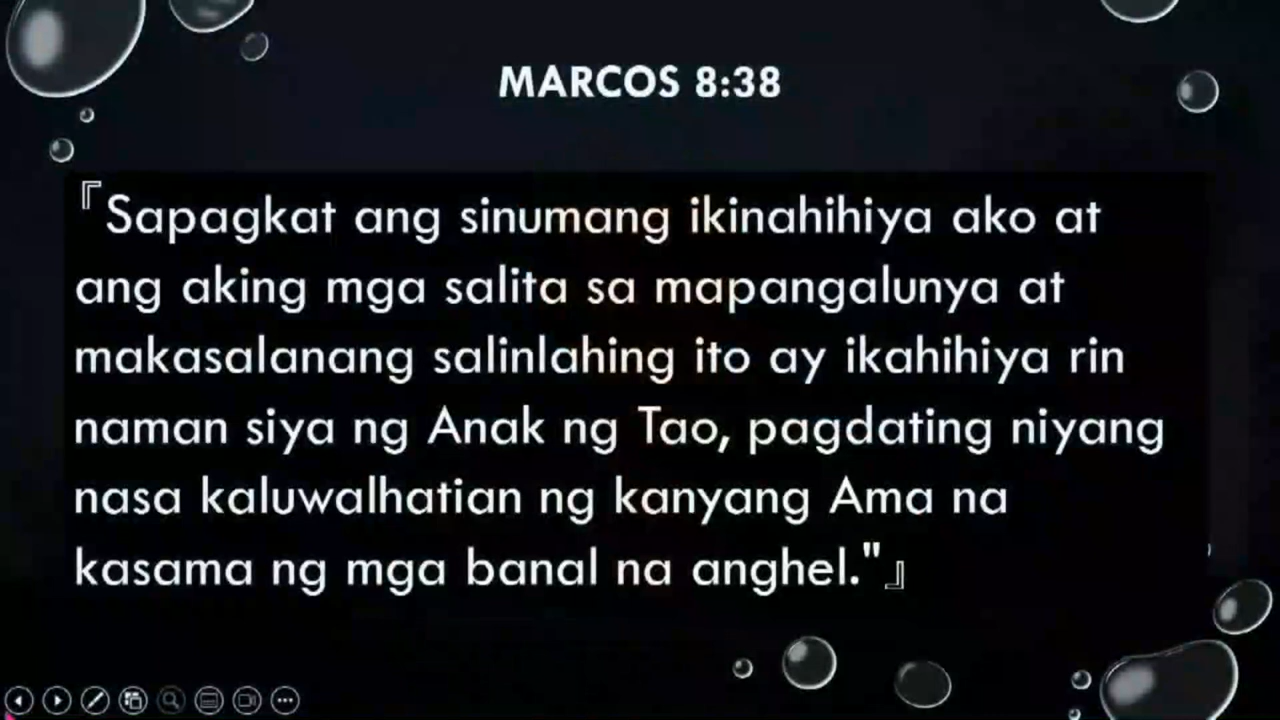 MARCOS 8:38
『Sapagkat ang sinumang ikinahihiya ako at
ang aking mga salita sa mapangalunya at
makasalanang salinlahing ito ay ikahihiya rin
naman siya ng Anak ng Tao, pagdating niyang
nasa kaluwalhatian ng kanyang Ama na
kasama ng mga banal na anghel."』